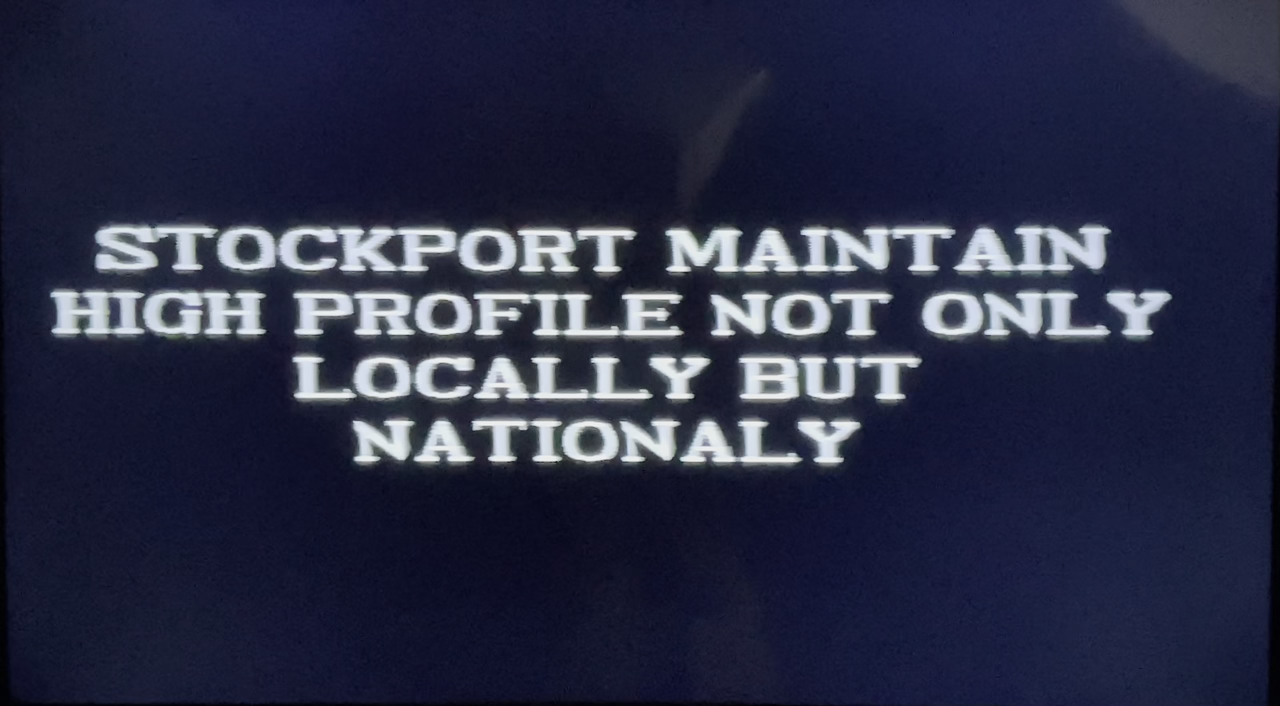 STOCKPORT MAINTAIN
HIGH PROFILE NOT ONLY
LOCALLY BUT
NATIONALY